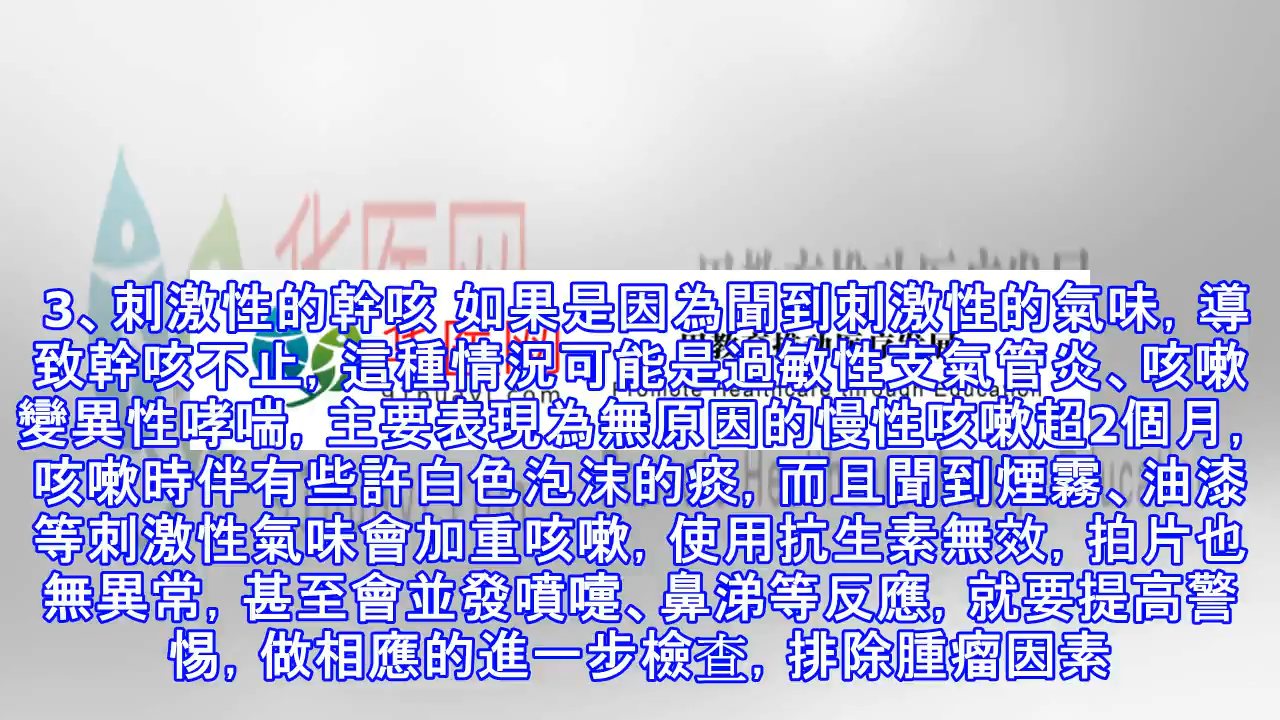 华医网
3、刺激性的幹咳 如果是因為聞到刺激性的氣味, 導
致幹咳不止, 這種情況可能是過敏性支氣管炎、咳嗽
變異性哮喘, 主要表現為無原因的慢性咳嗽超2個月,
咳嗽時伴有些許白色泡沫的痰, 而且聞到煙霧、油漆
等刺激性氣味會加重咳嗽, 使用抗生素無效, 拍片也
無異常, 甚至會並發噴嚏、鼻涕等反應, 就要提高警
惕, 做相應的進一步檢查, 排除腫瘤因素
Promote Healthcare through Education